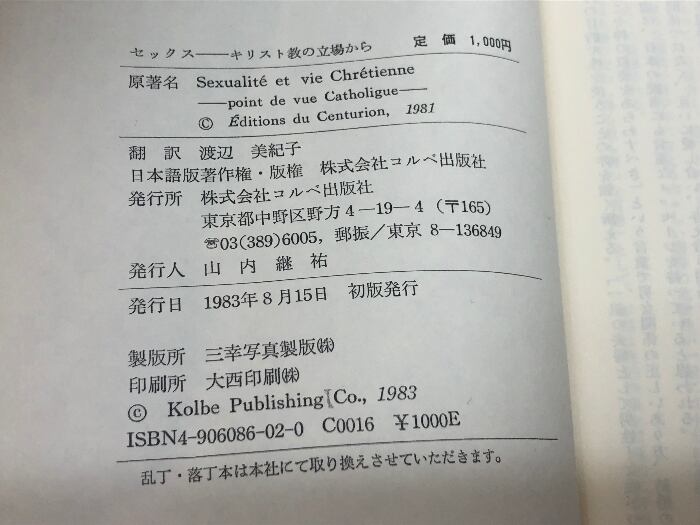 セックス――キリスト教の立場から 定価 1,000円
原著名 Sexualité et vie Chrétienne
――point de vue Catholigue――
© Éditions du Centurion, 1981
翻訳 渡辺 美紀子
日本語版著作権・版権 株式会社コルベ出版社
発行所 株式会社コルベ出版社
東京都中野区野方4―19―4(〒165)
☎03(389)6005, 郵振/東京 8―136849
発行人 山内継祐
発行日 1983年8月15日 初版発行
製版所 三幸写真製版㈱
印刷所 大西印刷㈱
© Kolbe Publishing Co., 1983
ISBN4-906086-02-0 C0016 ¥1000E
乱丁・落丁本は本社にて取り換えさせていただきます。